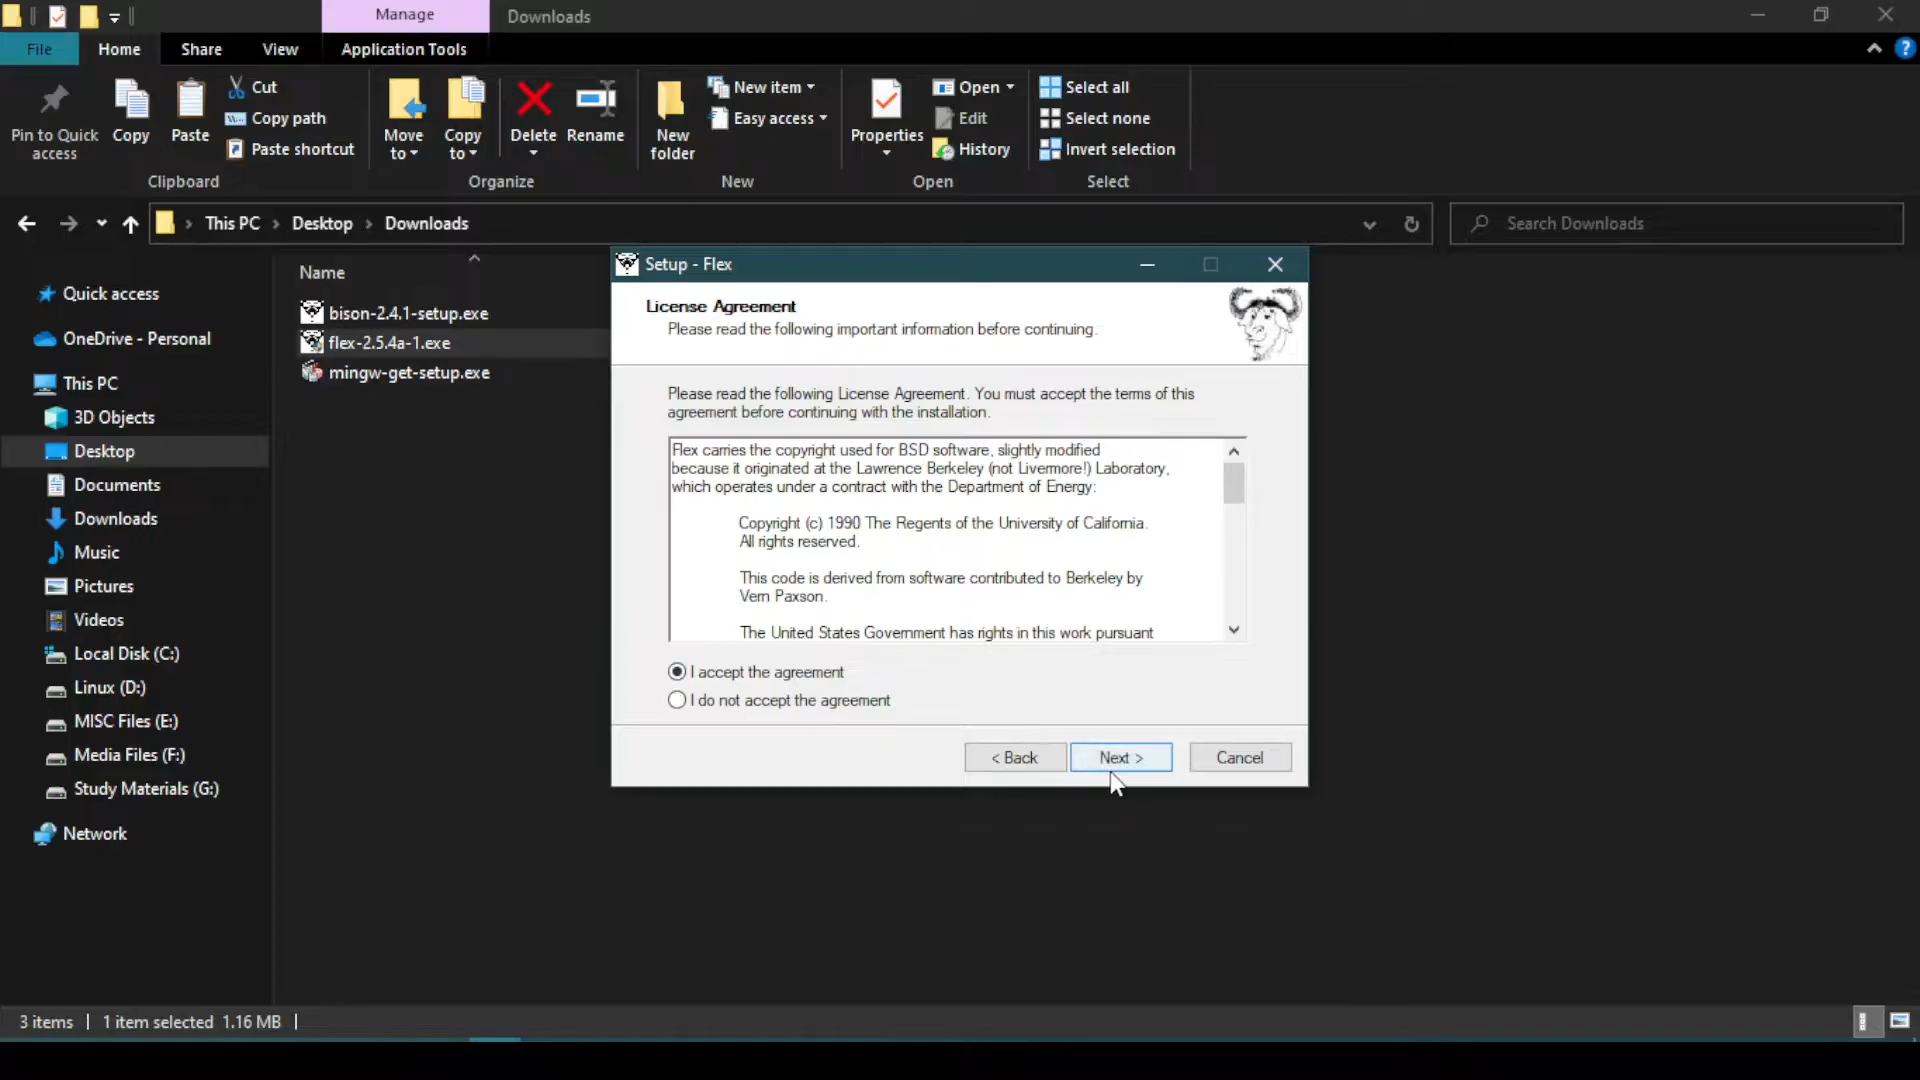 Manage
Downloads
File
Home
Share
View
Application Tools
Pin to Quick
access
Copy
Paste
Cut
Copy path
Paste shortcut
Clipboard
Move
to
Copy
to
Delete
Rename
Organize
New
folder
New item
Easy access
New
Properties
Open
Edit
History
Open
Select all
Select none
Invert selection
Select
This PC > Desktop > Downloads
Search Downloads
Quick access
OneDrive - Personal
This PC
3D Objects
Desktop
Documents
Downloads
Music
Pictures
Videos
Local Disk (C:)
Linux (D:)
MISC Files (E:)
Media Files (F:)
Study Materials (G:)
Network
Name
bison-2.4.1-setup.exe
flex-2.5.4a-1.exe
mingw-get-setup.exe
Setup - Flex
License Agreement
Please read the following important information before continuing.
Please read the following License Agreement. You must accept the terms of this
agreement before continuing with the installation.
Flex carries the copyright used for BSD software, slightly modified
because it originated at the Lawrence Berkeley (not Livermore!) Laboratory,
which operates under a contract with the Department of Energy:
Copyright (c) 1990 The Regents of the University of California.
All rights reserved.
This code is derived from software contributed to Berkeley by
Vern Paxson.
The United States Government has rights in this work pursuant
I accept the agreement
I do not accept the agreement
< Back
Next >
Cancel
3 items
1 item selected 1.16 MB